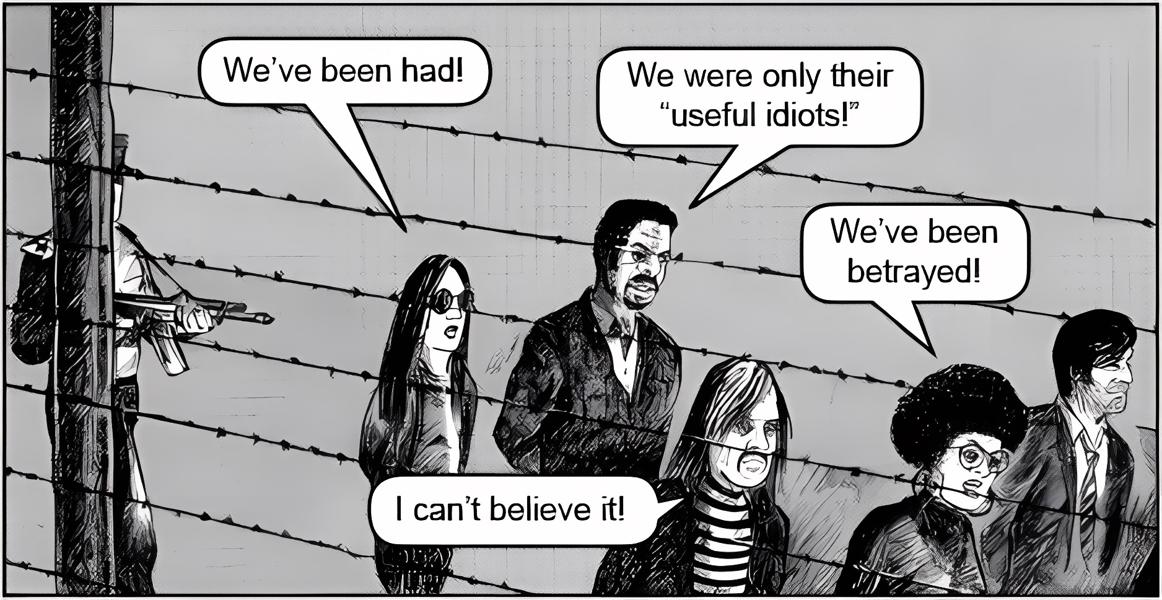 We've been had!
We were only their
“useful idiots!”
We've been
betrayed!
I can't believe it!